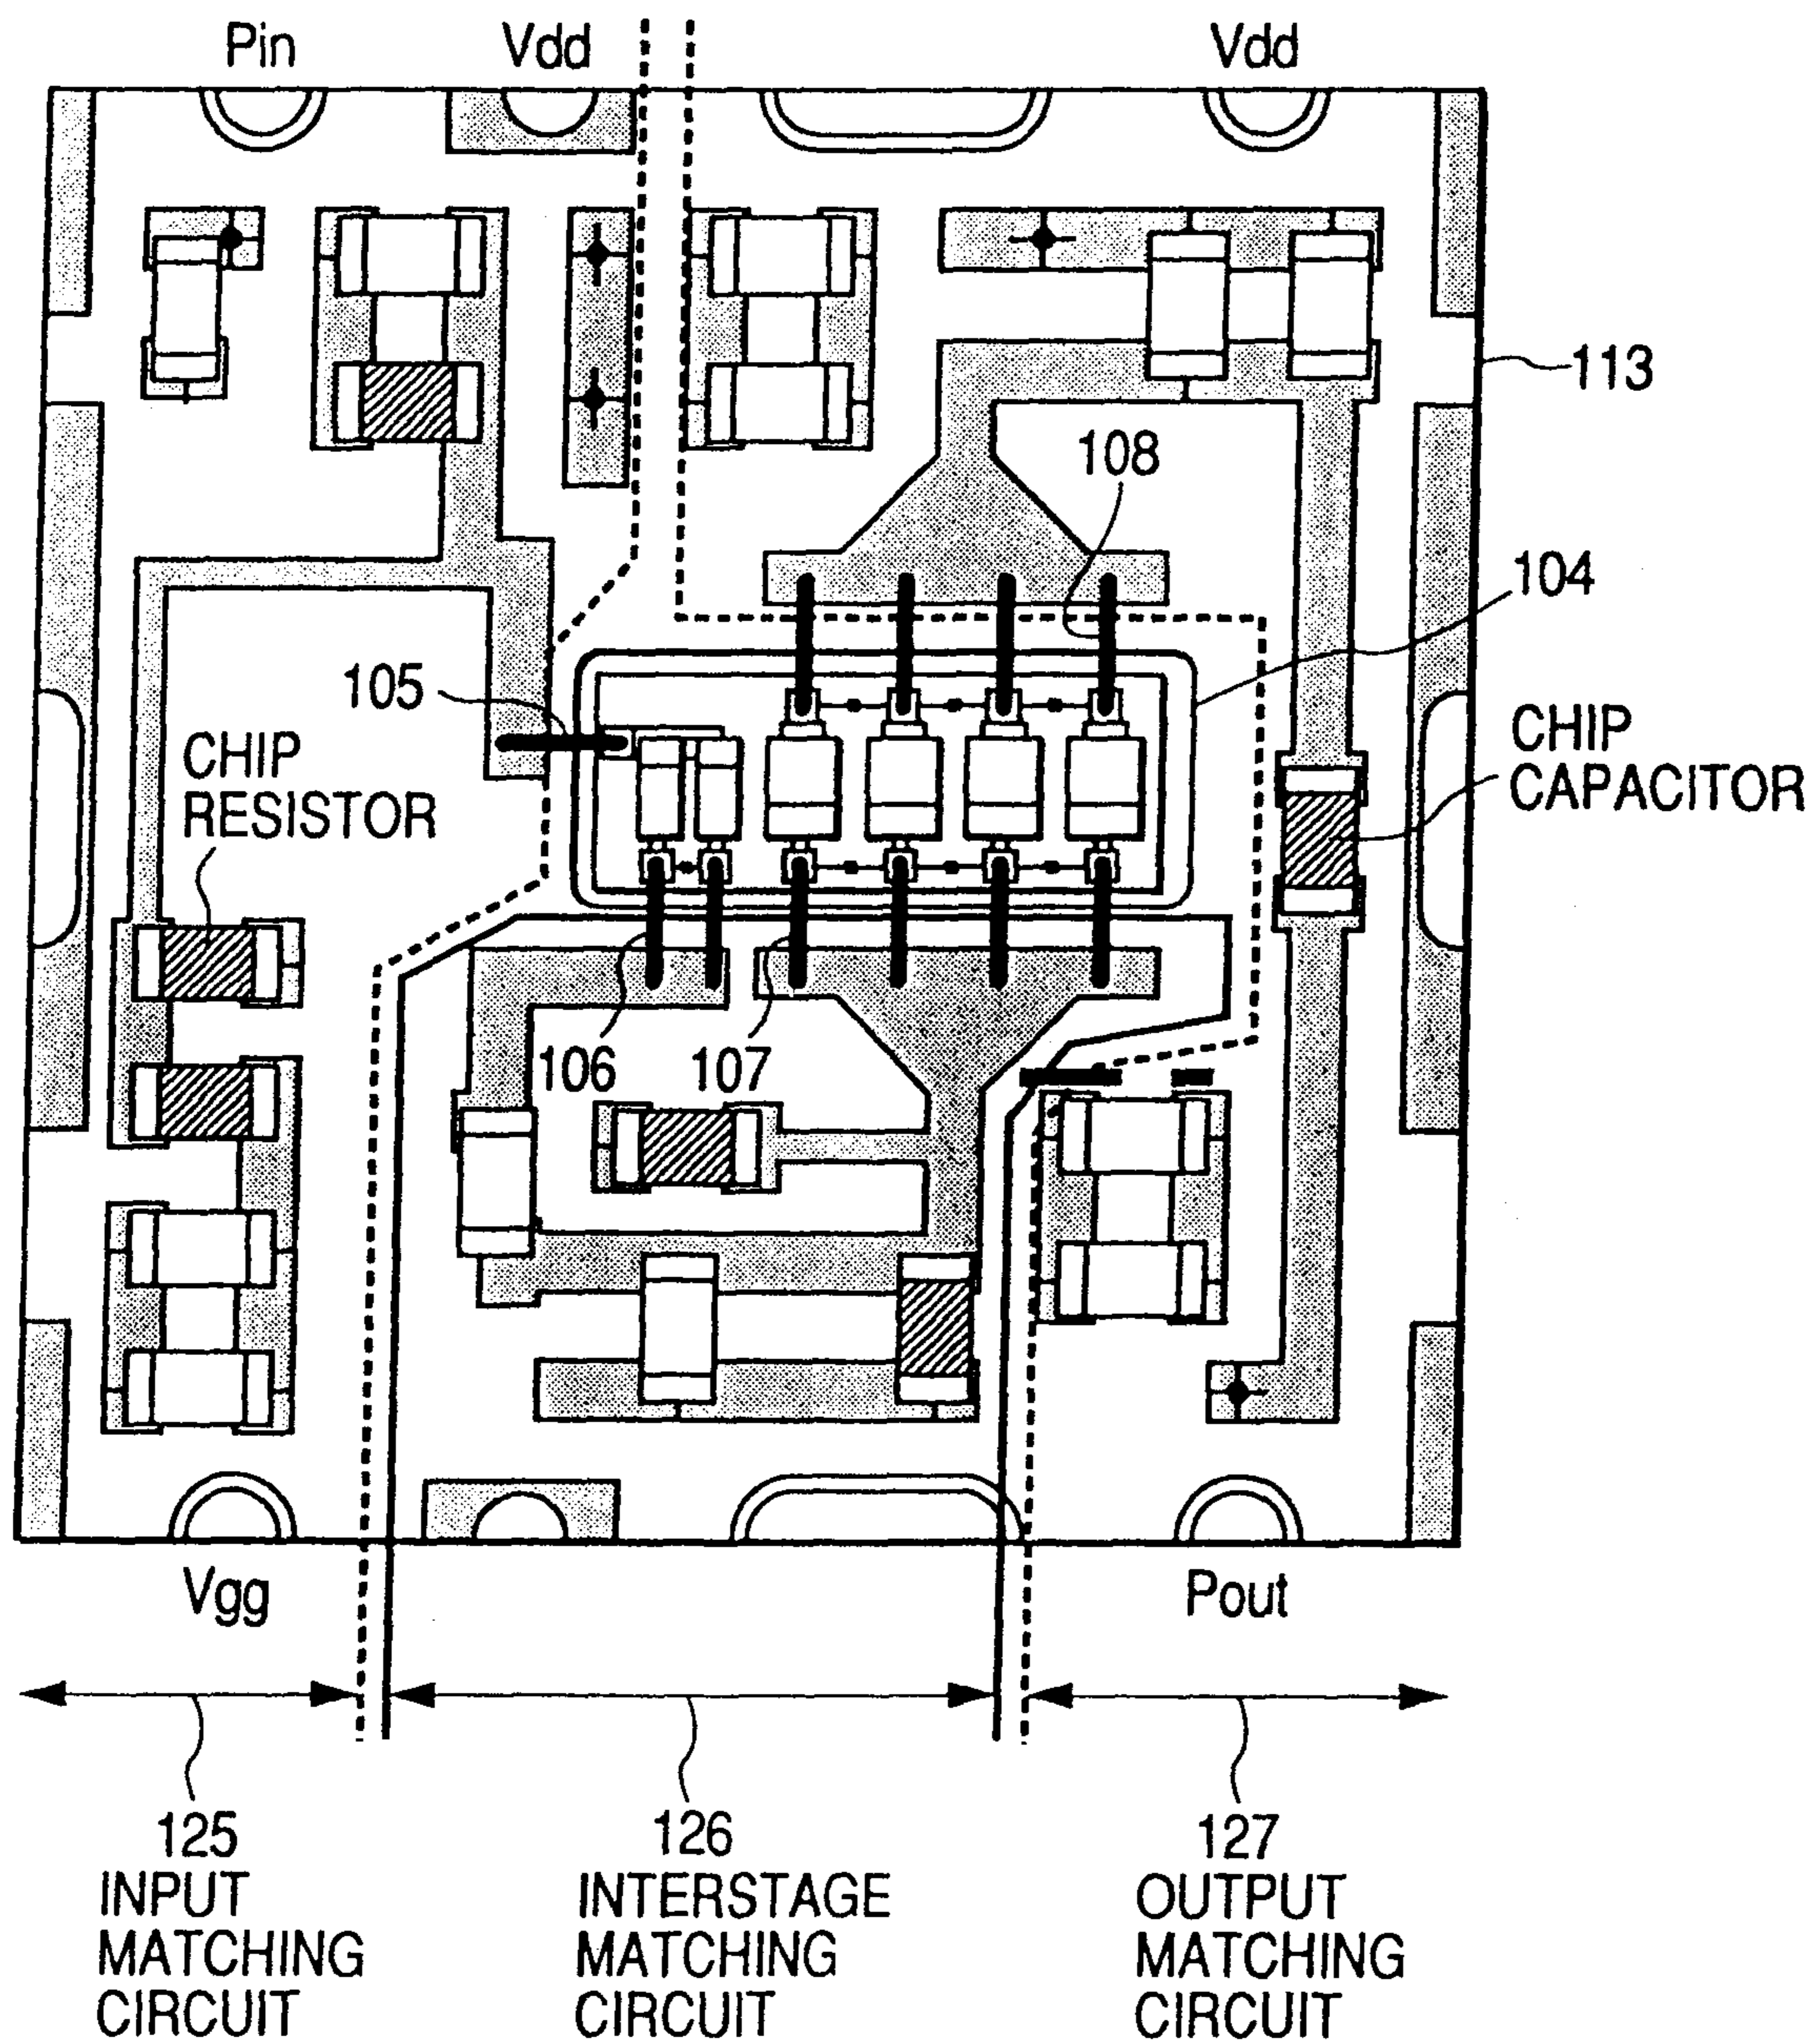 Pin
Vdd
Vdd
113
108
104
105
CHIP
RESISTOR
CHIP
CAPACITOR
106
107
Vgg
Pout
125
INPUT
MATCHING
CIRCUIT
126
INTERSTAGE
MATCHING
CIRCUIT
127
OUTPUT
MATCHING
CIRCUIT